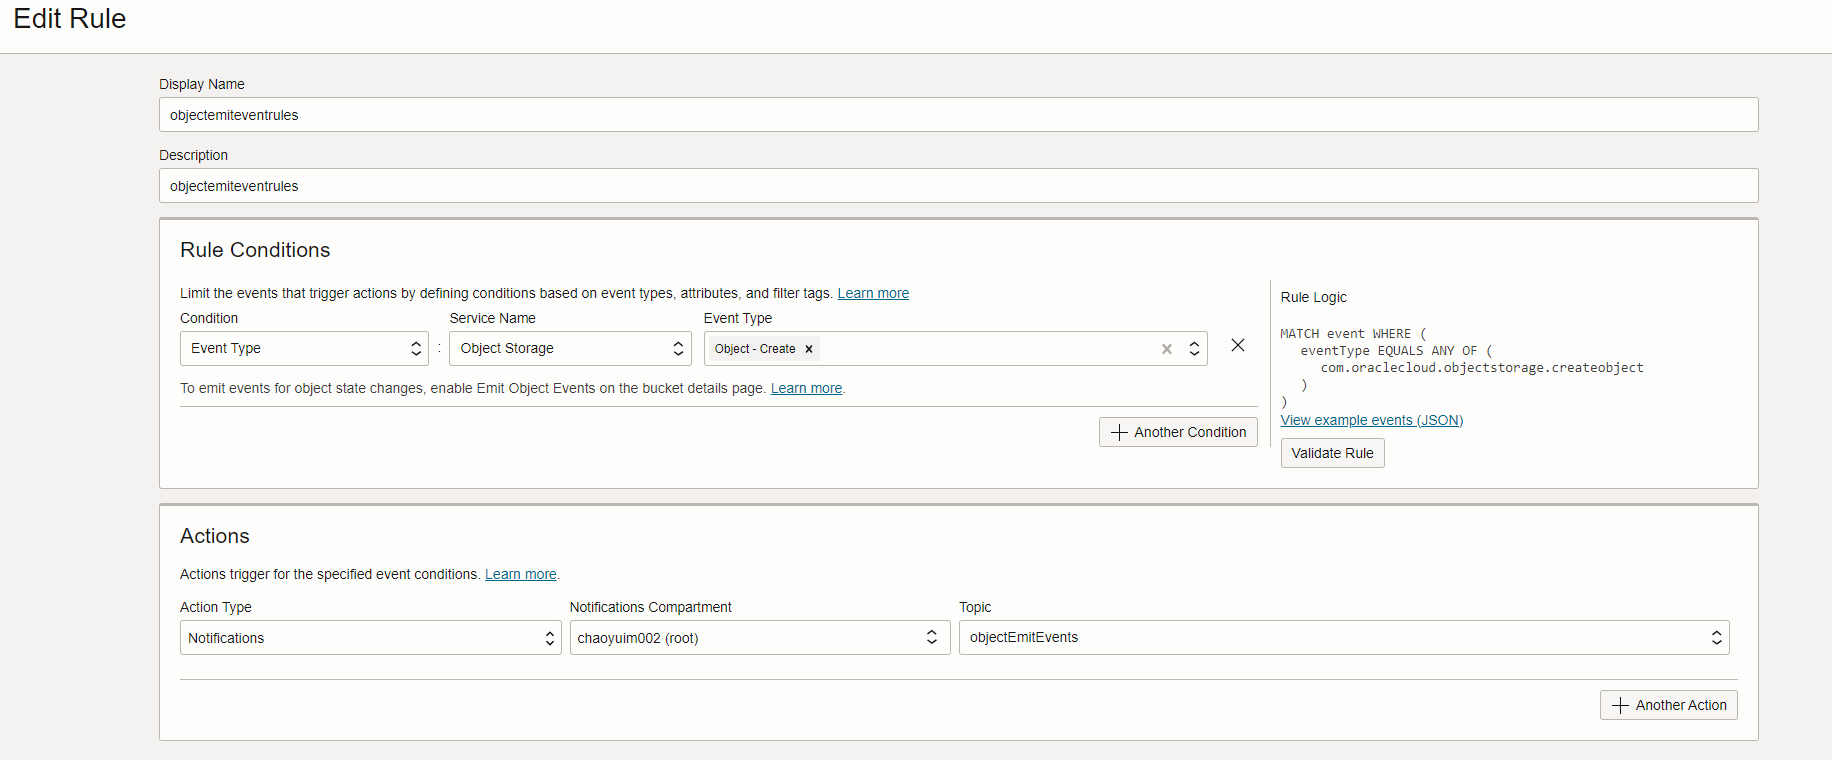 Edit Rule
Display Name
objectemiteventrules
Description
objectemiteventrules
Rule Conditions
Limit the events that trigger actions by defining conditions based on event types, attributes, and filter tags. Learn more
Condition
Service Name
Event Type
Event Type
:
Object Storage
Object - Create
To emit events for object state changes, enable Emit Object Events on the bucket details page. Learn more.
Another Condition
Rule Logic
MATCH event WHERE (
eventType EQUALS ANY OF (
com.oraclecloud.objectstorage.createobject
)
)
View example events (JSON)
Validate Rule
Actions
Actions trigger for the specified event conditions. Learn more.
Action Type
Notifications Compartment
Topic
Notifications
chaoyuim002 (root)
objectEmitEvents
Another Action